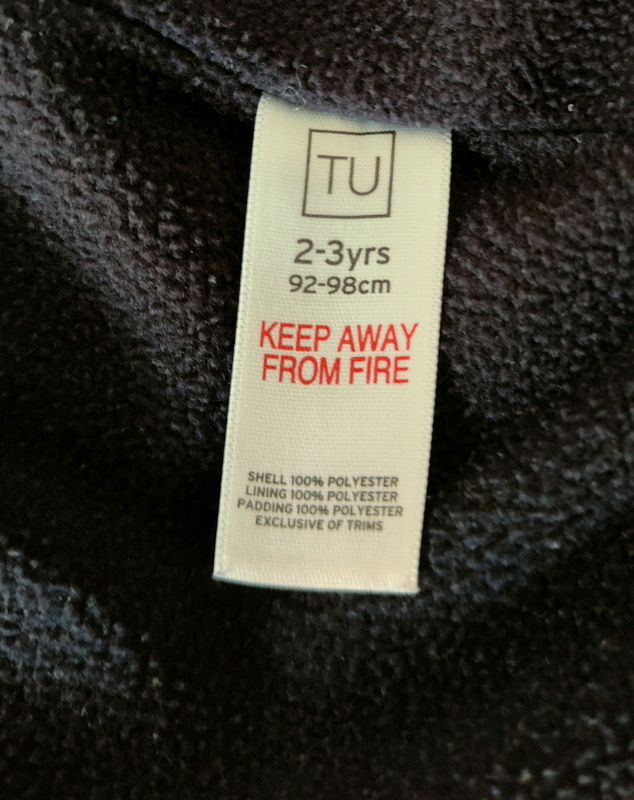 TU
2-3yrs
92-98cm
KEEP AWAY
FROM FIRE
SHELL 100% POLYESTER
LINING 100% POLYESTER
PADDING 100% POLYESTER
EXCLUSIVE OF TRIMS